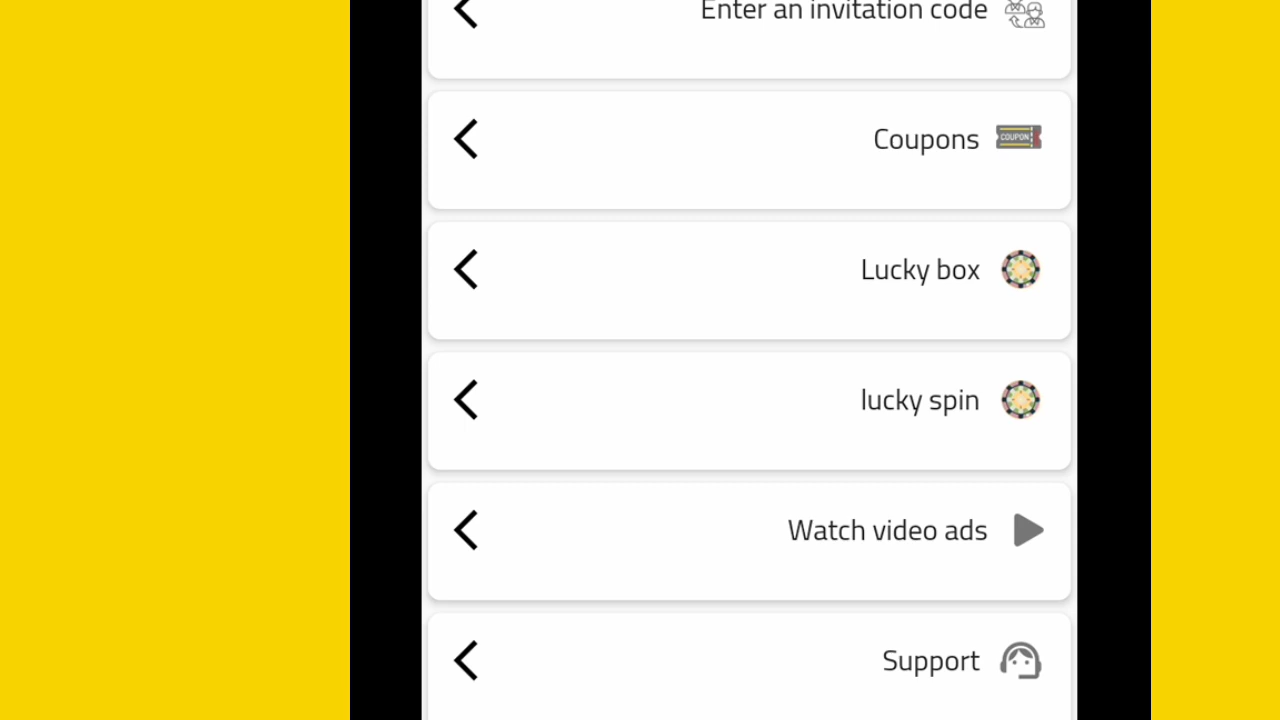 Enter an invitation code
Coupons
COUPON
Lucky box
lucky spin
Watch video ads
Support